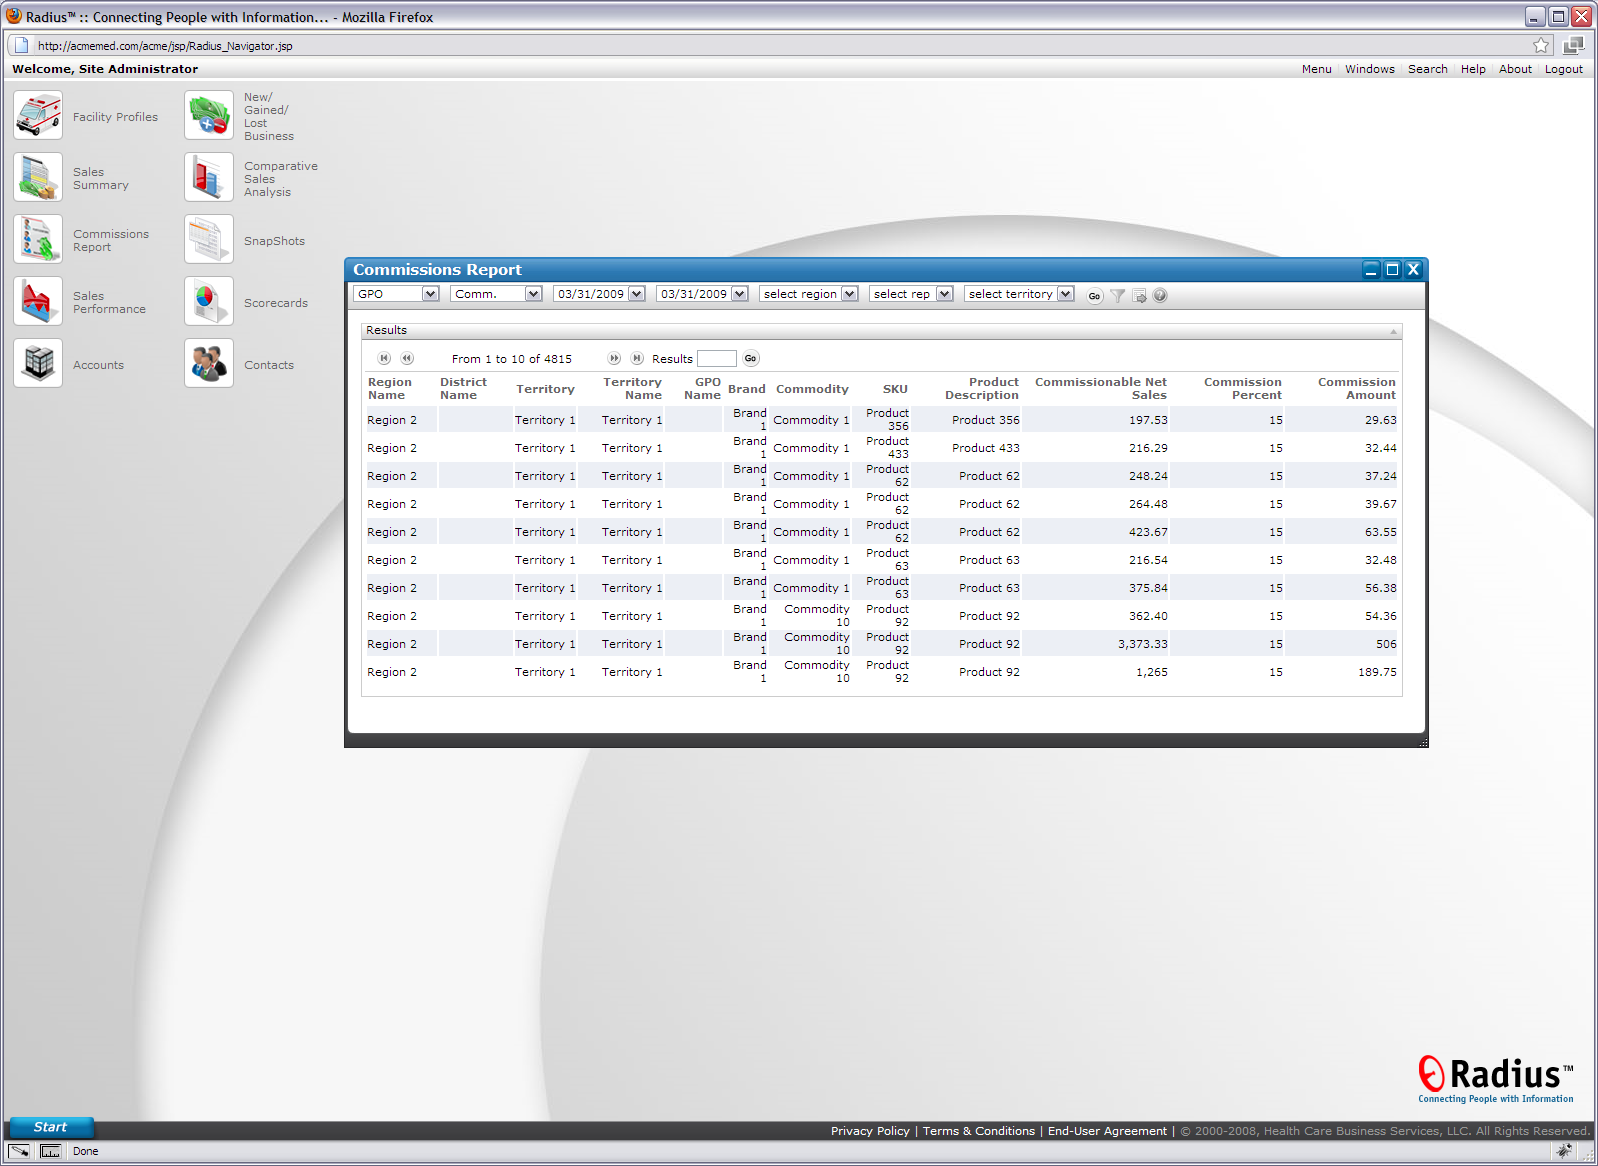 Radius™ :: Connecting People with Information... - Mozilla Firefox
http://acmemed.com/acme/jsp/Radius_Navigator.jsp
Welcome, Site Administrator
Menu Windows Search Help About Logout
Facility Profiles
New/
Gained/
Lost
Business
Sales
Summary
Comparative
Sales
Analysis
Commissions
Report
SnapShots
Sales
Performance
Scorecards
Accounts
Contacts
Commissions Report
GPO Comm. 03/31/2009 03/31/2009 select region select rep select territory Go
Results
From 1 to 10 of 4815 Results Go
Region Name District Name Territory Territory Name GPO Name Brand Commodity SKU Product Description Commissionable Net Sales Commission Percent Commission Amount
Region 2 Territory 1 Territory 1 Brand 1 Commodity 1 Product 356 Product 356 197.53 15 29.63
Region 2 Territory 1 Territory 1 Brand 1 Commodity 1 Product 433 Product 433 216.29 15 32.44
Region 2 Territory 1 Territory 1 Brand 1 Commodity 1 Product 62 Product 62 248.24 15 37.24
Region 2 Territory 1 Territory 1 Brand 1 Commodity 1 Product 62 Product 62 264.48 15 39.67
Region 2 Territory 1 Territory 1 Brand 1 Commodity 1 Product 62 Product 62 423.67 15 63.55
Region 2 Territory 1 Territory 1 Brand 1 Commodity 1 Product 63 Product 63 216.54 15 32.48
Region 2 Territory 1 Territory 1 Brand 1 Commodity 1 Product 63 Product 63 375.84 15 56.38
Region 2 Territory 1 Territory 1 Brand 1 Commodity 10 Product 92 Product 92 362.40 15 54.36
Region 2 Territory 1 Territory 1 Brand 1 Commodity 10 Product 92 Product 92 3,373.33 15 506
Region 2 Territory 1 Territory 1 Brand 1 Commodity 10 Product 92 Product 92 1,265 15 189.75
Radius™
Connecting People with Information
Start
Privacy Policy | Terms & Conditions | End-User Agreement | © 2000-2008, Health Care Business Services, LLC. All Rights Reserved.
Done